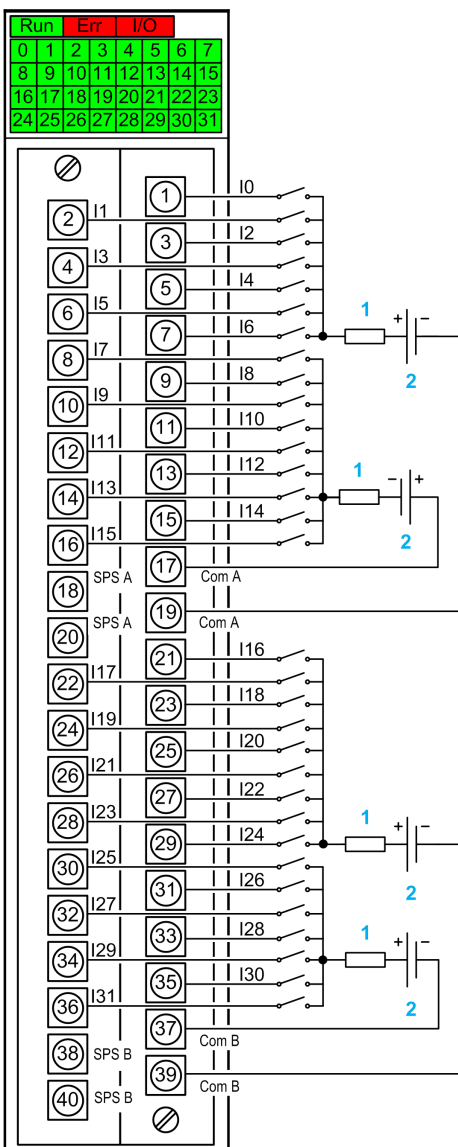 Run Err I/O
0 1 2 3 4 5 6 7
8 9 10 11 12 13 14 15
16 17 18 19 20 21 22 23
24 25 26 27 28 29 30 31
1 I0
2 I1
3 I2
4 I3
5 I4
6 I5
7 I6
1 + −
2
8 I7
9 I8
10 I9
11 I10
12 I11
13 I12
1 − +
2
14 I13
15 I14
16 I15
17 Com A
18 SPS A
19 Com A
20 SPS A
21 I16
22 I17
23 I18
24 I19
25 I20
26 I21
27 I22
28 I23
29 I24
1 + −
2
30 I25
31 I26
32 I27
33 I28
34 I29
1 + −
2
35 I30
36 I31
37 Com B
38 SPS B
39 Com B
40 SPS B